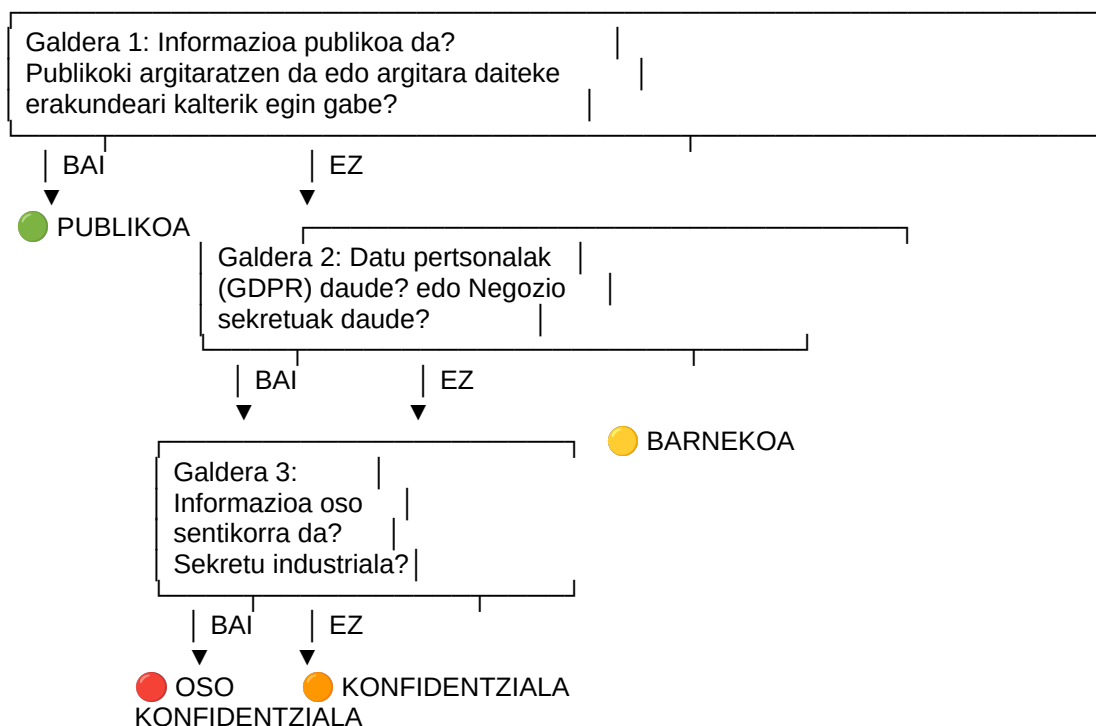 Galdera 1: Informazioa publikoa da?
Publikoki argitaratzen da edo argitara daiteke
erakundeari kalterik egin gabe?
BAI EZ
PUBLIKOA
Galdera 2: Datu pertsonalak
(GDPR) daude? edo Negozio
sekretuak daude?
BAI EZ
BARNEKOA
Galdera 3:
Informazioa oso
sentikorra da?
Sekretu industriala?
BAI EZ
OSO KONFIDENTZIALA
KONFIDENTZIALA